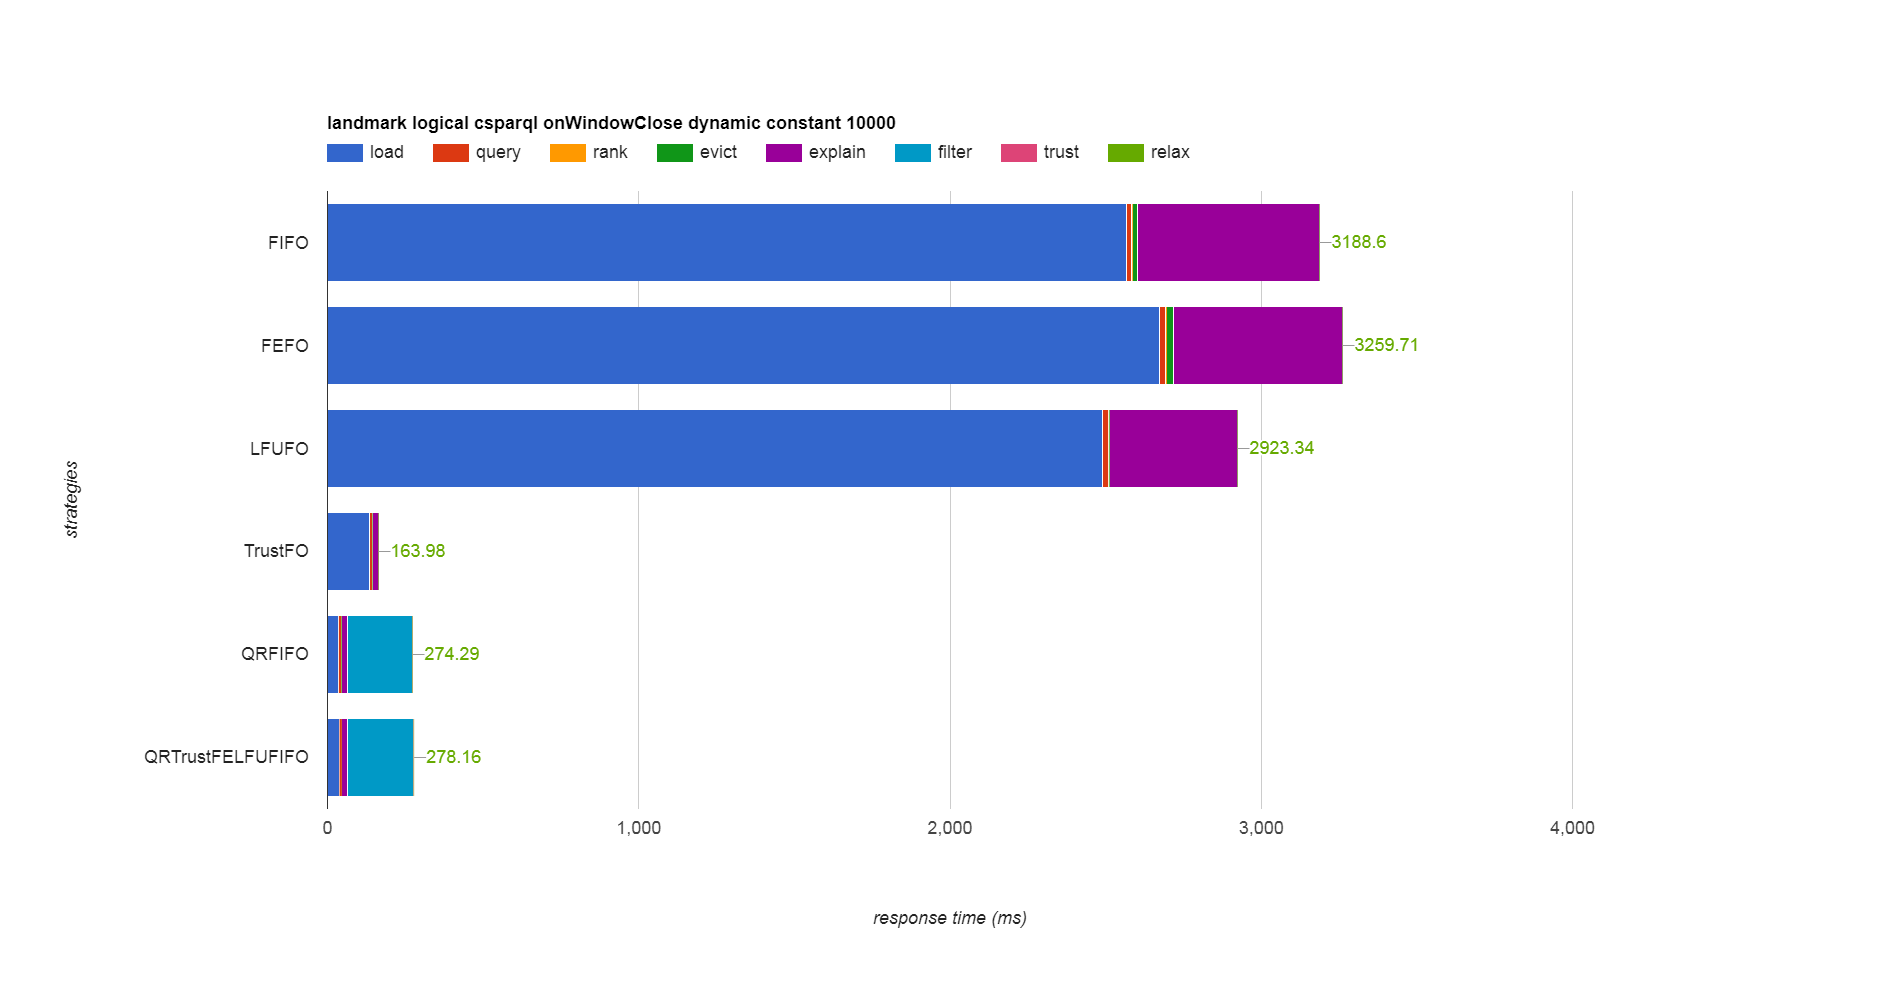 landmark logical csparql onWindowClose dynamic constant 10000
load query rank evict explain filter trust relax
FIFO 3188.6
FEFO 3259.71
LFUFO 2923.34
TrustFO 163.98
QRFIFO 274.29
QRTrustFELFUFIFO 278.16
strategies
0 1,000 2,000 3,000 4,000
response time (ms)